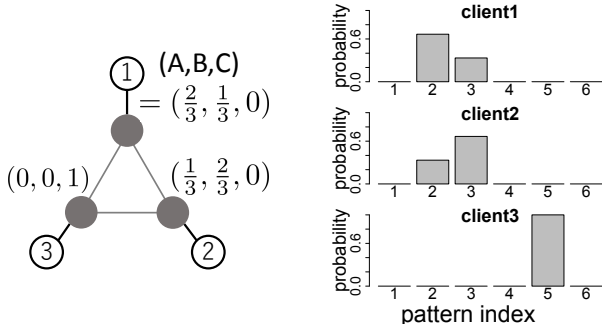 1
(A,B,C)
= (2/3, 1/3, 0)
(0, 0, 1)
(1/3, 2/3, 0)
3
2
client1
probability
0.0 0.6
1 2 3 4 5 6
client2
probability
0.0 0.6
1 2 3 4 5 6
client3
probability
0.0 0.6
1 2 3 4 5 6
pattern index